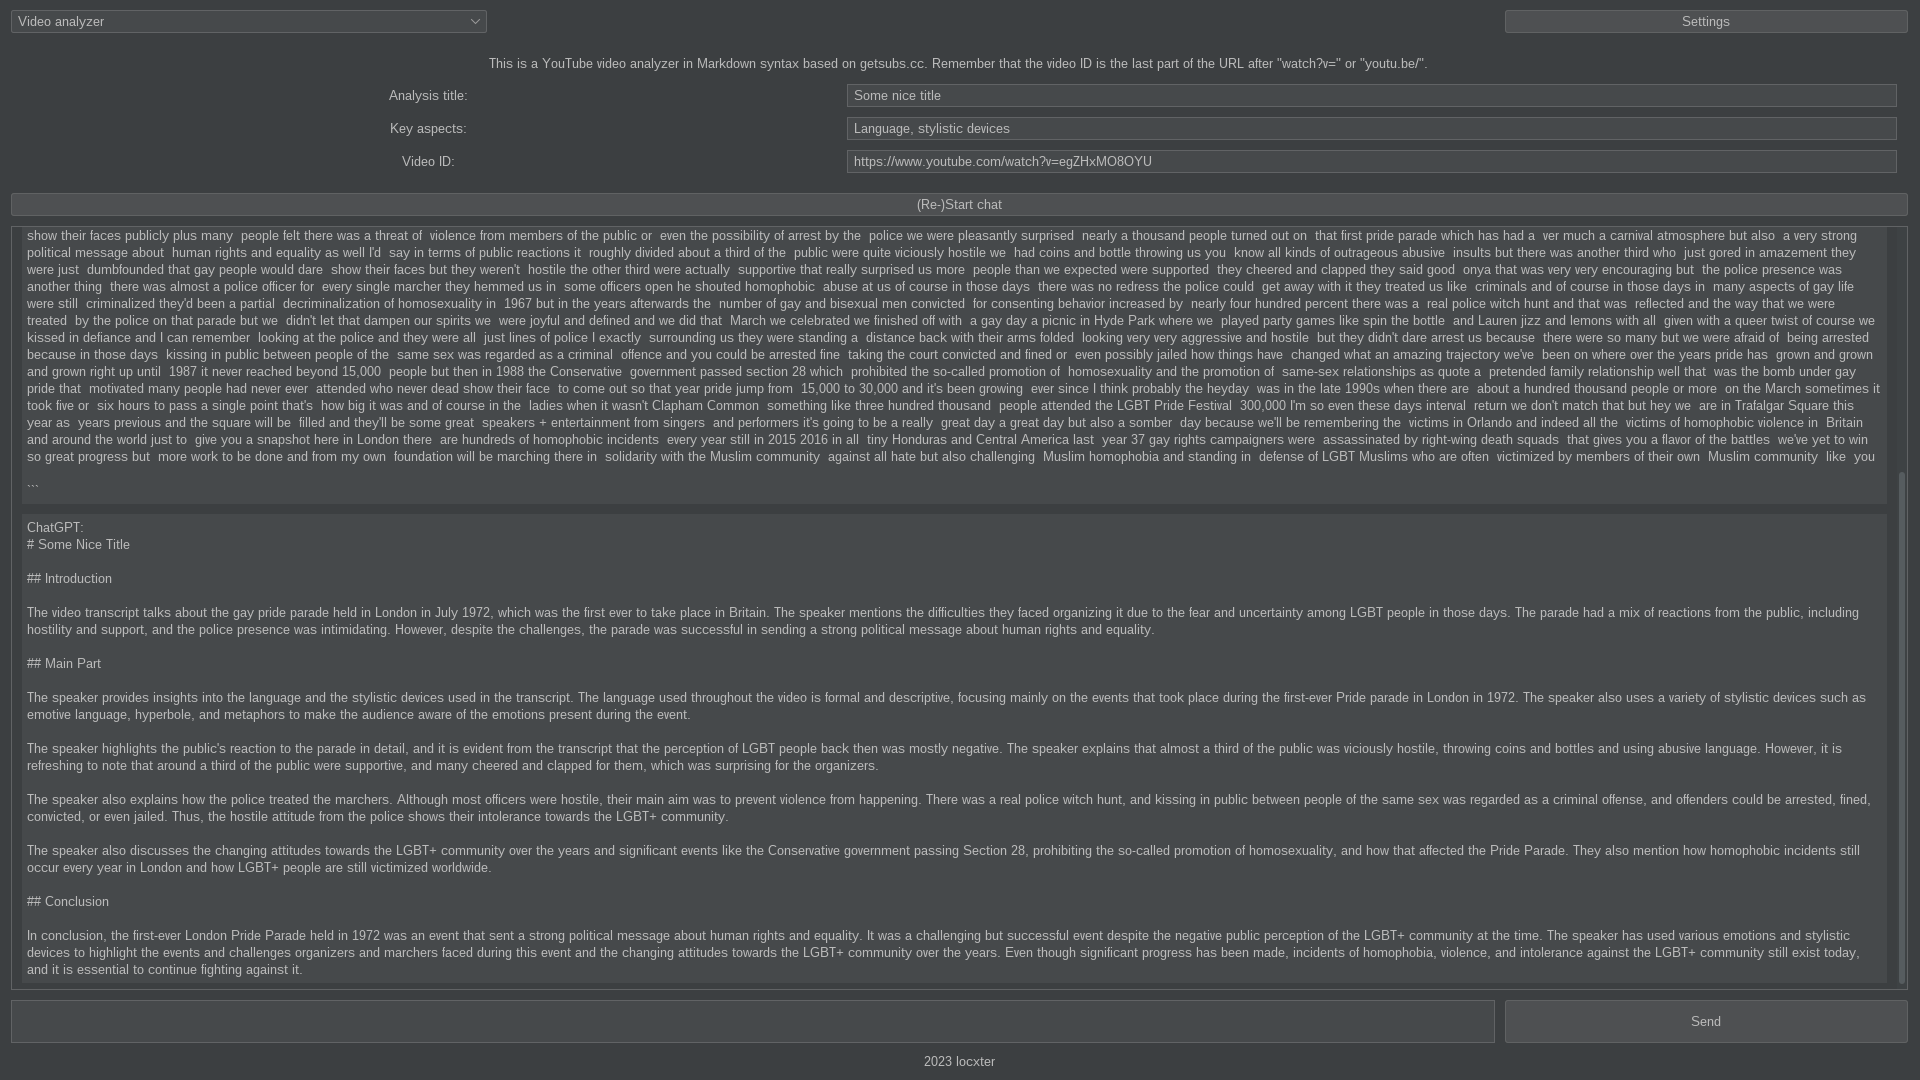 Video analyzer
Settings
This is a YouTube video analyzer in Markdown syntax based on getsubs.cc. Remember that the video ID is the last part of the URL after "watch?v=" or "youtu.be/".
Analysis title:
Some nice title
Key aspects:
Language, stylistic devices
Video ID:
https://www.youtube.com/watch?v=egZHxMO8OYU
(Re-)Start chat
show their faces publicly plus many  people felt there was a threat of  violence from members of the public or  even the possibility of arrest by the  police we were pleasantly surprised  nearly a thousand people turned out on  that first pride parade which has had a  ver much a carnival atmosphere but also  a very strong
political message about  human rights and equality as well I'd  say in terms of public reactions it  roughly divided about a third of the  public were quite viciously hostile we  had coins and bottle throwing us you  know all kinds of outrageous abusive  insults but there was another third who  just gored in amazement they
were just  dumbfounded that gay people would dare  show their faces but they weren't  hostile the other third were actually  supportive that really surprised us more  people than we expected were supported  they cheered and clapped they said good  onya that was very very encouraging but  the police presence was
another thing  there was almost a police officer for  every single marcher they hemmed us in  some officers open he shouted homophobic  abuse at us of course in those days  there was no redress the police could  get away with it they treated us like  criminals and of course in those days in  many aspects of gay life
were still  criminalized they'd been a partial  decriminalization of homosexuality in  1967 but in the years afterwards the  number of gay and bisexual men convicted  for consenting behavior increased by  nearly four hundred percent there was a  real police witch hunt and that was  reflected and the way that we were
treated  by the police on that parade but we  didn't let that dampen our spirits we  were joyful and defined and we did that  March we celebrated we finished off with  a gay day a picnic in Hyde Park where we  played party games like spin the bottle  and Lauren jizz and lemons with all  given with a queer twist of course we
kissed in defiance and I can remember  looking at the police and they were all  just lines of police I exactly  surrounding us they were standing a  distance back with their arms folded  looking very very aggressive and hostile  but they didn't dare arrest us because  there were so many but we were afraid of  being arrested
because in those days  kissing in public between people of the  same sex was regarded as a criminal  offence and you could be arrested fine  taking the court convicted and fined or  even possibly jailed how things have  changed what an amazing trajectory we've  been on where over the years pride has  grown and grown
and grown right up until  1987 it never reached beyond 15,000  people but then in 1988 the Conservative  government passed section 28 which  prohibited the so-called promotion of  homosexuality and the promotion of  same-sex relationships as quote a  pretended family relationship well that  was the bomb under gay
pride that  motivated many people had never ever  attended who never dead show their face  to come out so that year pride jump from  15,000 to 30,000 and it's been growing  ever since I think probably the heyday  was in the late 1990s when there are  about a hundred thousand people or more  on the March sometimes it
took five or  six hours to pass a single point that's  how big it was and of course in the  ladies when it wasn't Clapham Common  something like three hundred thousand  people attended the LGBT Pride Festival  300,000 I'm so even these days interval  return we don't match that but hey we  are in Trafalgar Square this
year as  years previous and the square will be  filled and they'll be some great  speakers + entertainment from singers  and performers it's going to be a really  great day a great day but also a somber  day because we'll be remembering the  victims in Orlando and indeed all the  victims of homophobic violence in  Britain
and around the world just to  give you a snapshot here in London there  are hundreds of homophobic incidents  every year still in 2015 2016 in all  tiny Honduras and Central America last  year 37 gay rights campaigners were  assassinated by right-wing death squads  that gives you a flavor of the battles  we've yet to win
so great progress but  more work to be done and from my own  foundation will be marching there in  solidarity with the Muslim community  against all hate but also challenging  Muslim homophobia and standing in  defense of LGBT Muslims who are often  victimized by members of their own  Muslim community  like  you
```
ChatGPT:
# Some Nice Title
## Introduction
The video transcript talks about the gay pride parade held in London in July 1972, which was the first ever to take place in Britain. The speaker mentions the difficulties they faced organizing it due to the fear and uncertainty among LGBT people in those days. The parade had a mix of reactions from the public, including
hostility and support, and the police presence was intimidating. However, despite the challenges, the parade was successful in sending a strong political message about human rights and equality.
## Main Part
The speaker provides insights into the language and the stylistic devices used in the transcript. The language used throughout the video is formal and descriptive, focusing mainly on the events that took place during the first-ever Pride parade in London in 1972. The speaker also uses a variety of stylistic devices such as
emotive language, hyperbole, and metaphors to make the audience aware of the emotions present during the event.
The speaker highlights the public's reaction to the parade in detail, and it is evident from the transcript that the perception of LGBT people back then was mostly negative. The speaker explains that almost a third of the public was viciously hostile, throwing coins and bottles and using abusive language. However, it is
refreshing to note that around a third of the public were supportive, and many cheered and clapped for them, which was surprising for the organizers.
The speaker also explains how the police treated the marchers. Although most officers were hostile, their main aim was to prevent violence from happening. There was a real police witch hunt, and kissing in public between people of the same sex was regarded as a criminal offense, and offenders could be arrested, fined,
convicted, or even jailed. Thus, the hostile attitude from the police shows their intolerance towards the LGBT+ community.
The speaker also discusses the changing attitudes towards the LGBT+ community over the years and significant events like the Conservative government passing Section 28, prohibiting the so-called promotion of homosexuality, and how that affected the Pride Parade. They also mention how homophobic incidents still
occur every year in London and how LGBT+ people are still victimized worldwide.
## Conclusion
In conclusion, the first-ever London Pride Parade held in 1972 was an event that sent a strong political message about human rights and equality. It was a challenging but successful event despite the negative public perception of the LGBT+ community at the time. The speaker has used various emotions and stylistic
devices to highlight the events and challenges organizers and marchers faced during this event and the changing attitudes towards the LGBT+ community over the years. Even though significant progress has been made, incidents of homophobia, violence, and intolerance against the LGBT+ community still exist today,
and it is essential to continue fighting against it.
Send
2023 locxter